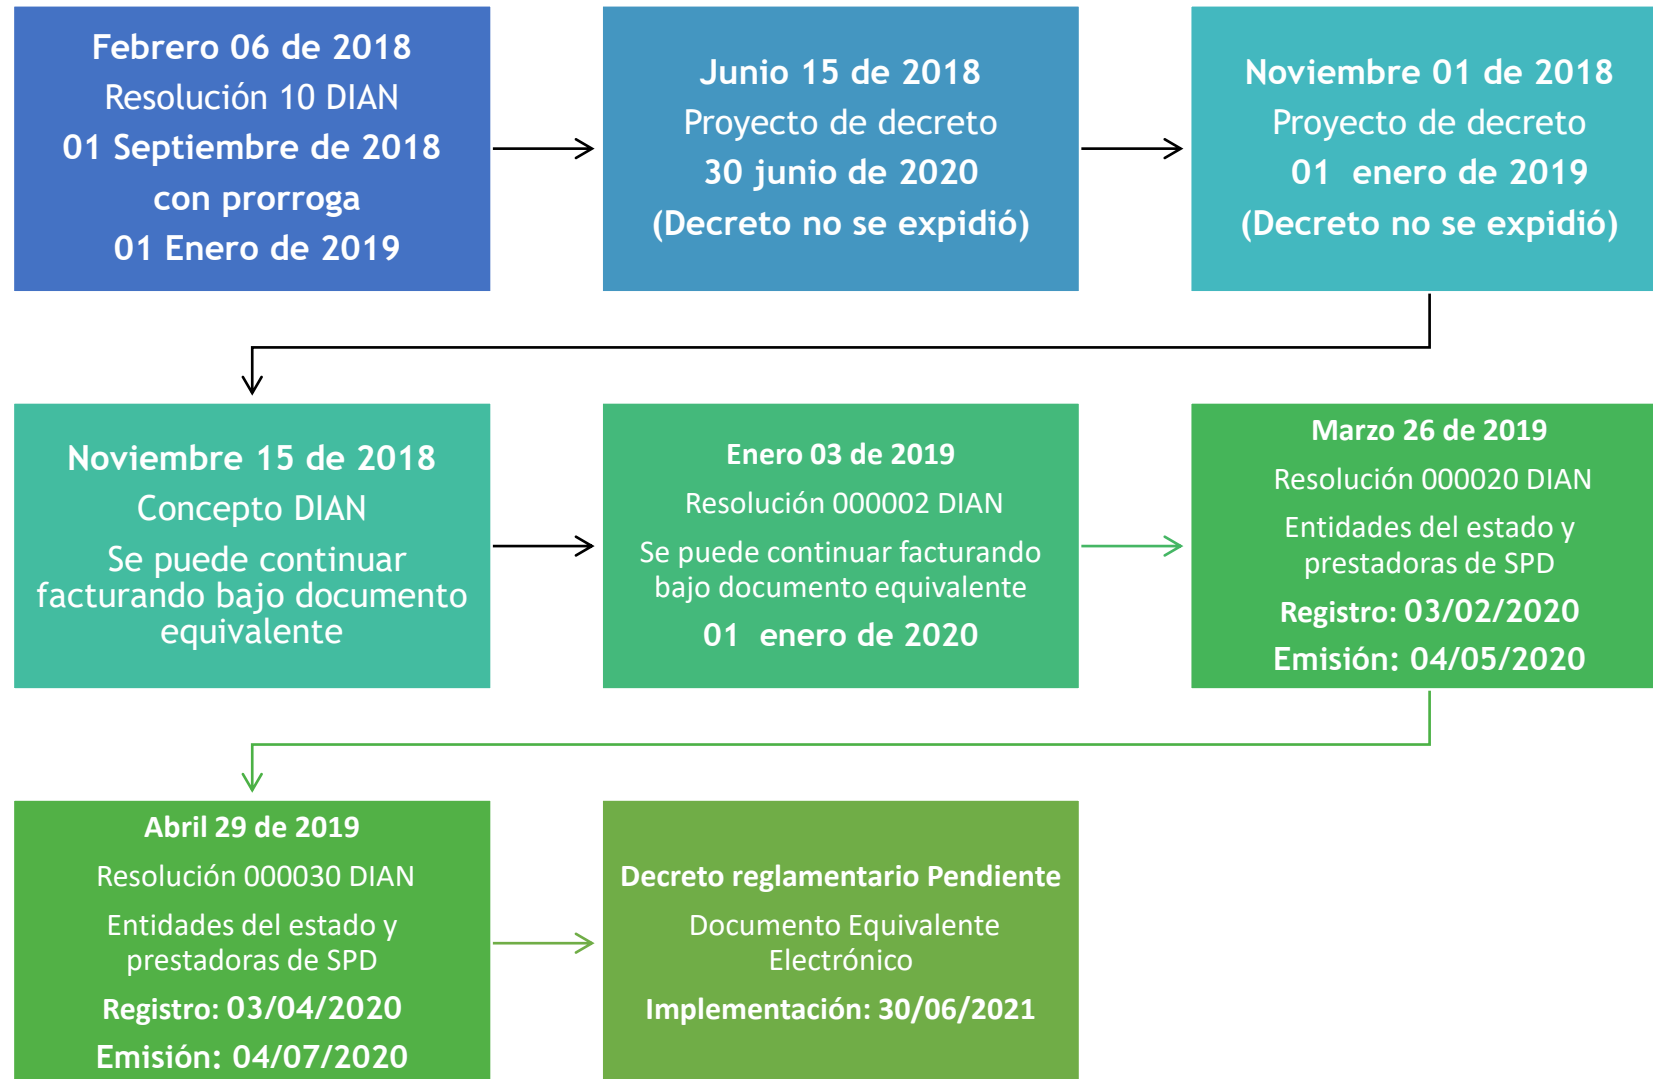 Febrero 06 de 2018
Resolución 10 DIAN
01 Septiembre de 2018
con prorroga
01 Enero de 2019
Junio 15 de 2018
Proyecto de decreto
30 junio de 2020
(Decreto no se expidió)
Noviembre 01 de 2018
Proyecto de decreto
01 enero de 2019
(Decreto no se expidió)
Noviembre 15 de 2018
Concepto DIAN
Se puede continuar
facturando bajo documento
equivalente
Enero 03 de 2019
Resolución 000002 DIAN
Se puede continuar facturando
bajo documento equivalente
01 enero de 2020
Marzo 26 de 2019
Resolución 000020 DIAN
Entidades del estado y
prestadoras de SPD
Registro: 03/02/2020
Emisión: 04/05/2020
Abril 29 de 2019
Resolución 000030 DIAN
Entidades del estado y
prestadoras de SPD
Registro: 03/04/2020
Emisión: 04/07/2020
Decreto reglamentario Pendiente
Documento Equivalente
Electrónico
Implementación: 30/06/2021